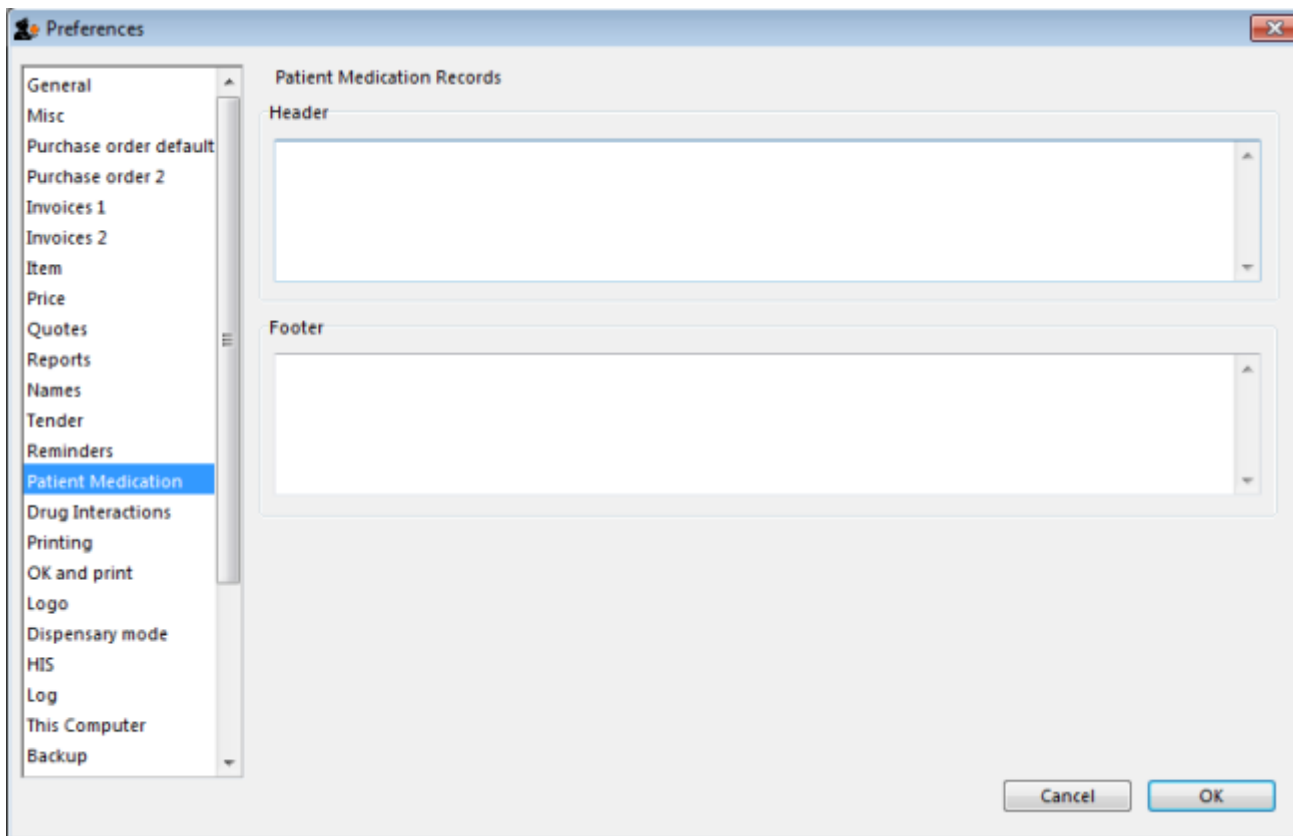 Preferences
General
Misc
Purchase order default
Purchase order 2
Invoices 1
Invoices 2
Item
Price
Quotes
Reports
Names
Tender
Reminders
Patient Medication
Drug Interactions
Printing
OK and print
Logo
Dispensary mode
HIS
Log
This Computer
Backup
Patient Medication Records
Header
Footer
Cancel
OK